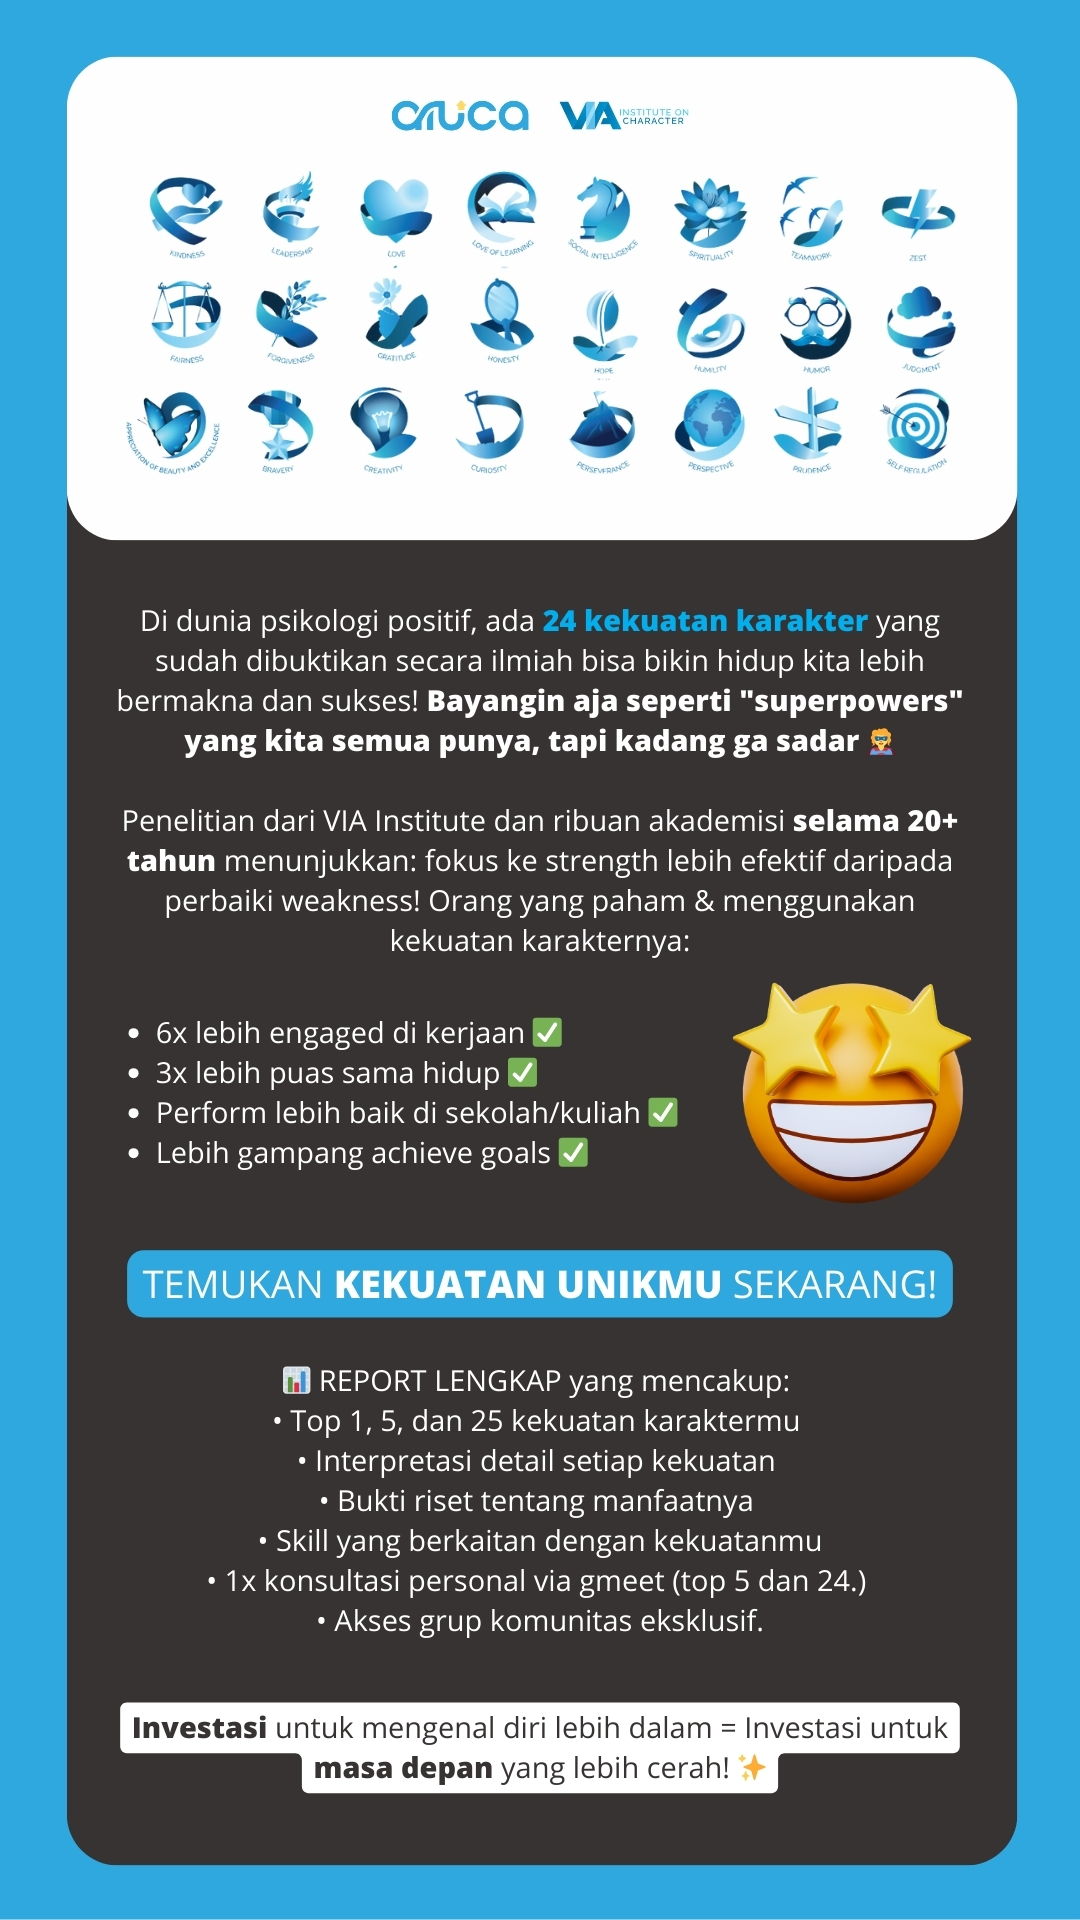 aruca VIA INSTITUTE ON CHARACTER
KINDNESS LEADERSHIP LOVE LOVE OF LEARNING SOCIAL INTELLIGENCE SPIRITUALITY TEAMWORK ZEST
FAIRNESS FORGIVENESS GRATITUDE HONESTY HOPE HUMILITY HUMOR JUDGMENT
APPRECIATION OF BEAUTY AND EXCELLENCE BRAVERY CREATIVITY CURIOSITY PERSEVERANCE PERSPECTIVE PRUDENCE SELF REGULATION
Di dunia psikologi positif, ada 24 kekuatan karakter yang
sudah dibuktikan secara ilmiah bisa bikin hidup kita lebih
bermakna dan sukses! Bayangin aja seperti "superpowers"
yang kita semua punya, tapi kadang ga sadar 🦸
Penelitian dari VIA Institute dan ribuan akademisi selama 20+
tahun menunjukkan: fokus ke strength lebih efektif daripada
perbaiki weakness! Orang yang paham & menggunakan
kekuatan karakternya:
• 6x lebih engaged di kerjaan ✅
• 3x lebih puas sama hidup ✅
• Perform lebih baik di sekolah/kuliah ✅
• Lebih gampang achieve goals ✅
TEMUKAN KEKUATAN UNIKMU SEKARANG!
📊 REPORT LENGKAP yang mencakup:
• Top 1, 5, dan 25 kekuatan karaktermu
• Interpretasi detail setiap kekuatan
• Bukti riset tentang manfaatnya
• Skill yang berkaitan dengan kekuatanmu
• 1x konsultasi personal via gmeet (top 5 dan 24.)
• Akses grup komunitas eksklusif.
Investasi untuk mengenal diri lebih dalam = Investasi untuk
masa depan yang lebih cerah! ✨